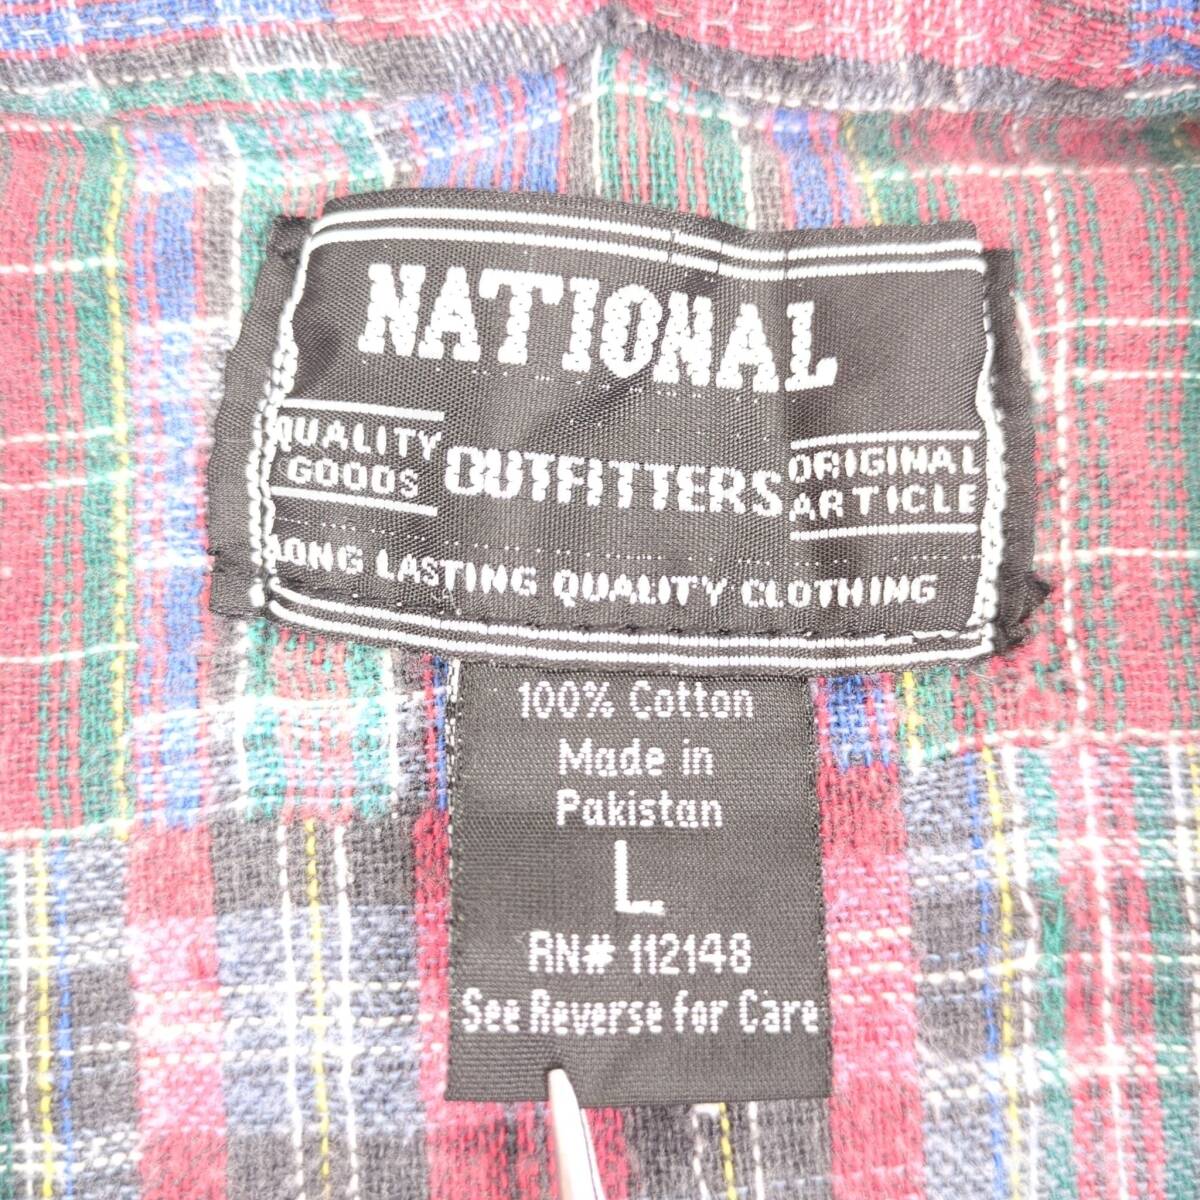 NATIONAL
QUALITY
GOODS
OUTFITTERS
ORIGINAL
ARTICLE
LONG LASTING QUALITY CLOTHING
100% Cotton
Made in
Pakistan
L
RN# 112148
See Reverse for Care